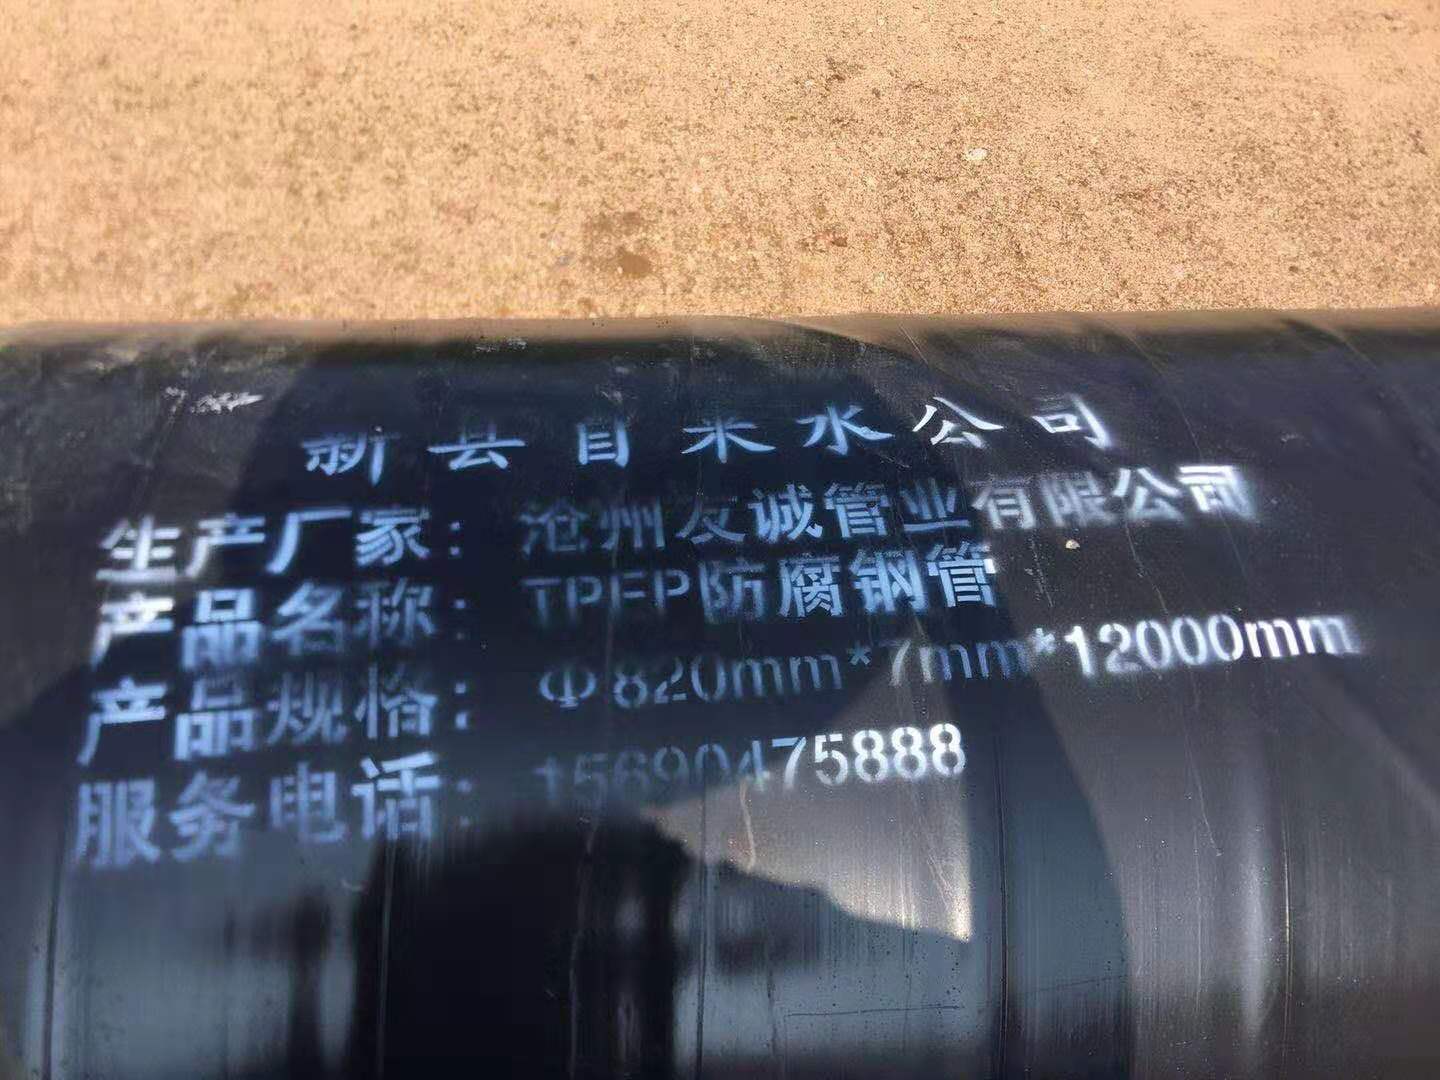 新县自来水公司
生产厂家：沧州友诚管业有限公司
产品名称：TPEP防腐钢管
产品规格：Φ820mm*7mm*12000mm
服务电话：15690475888